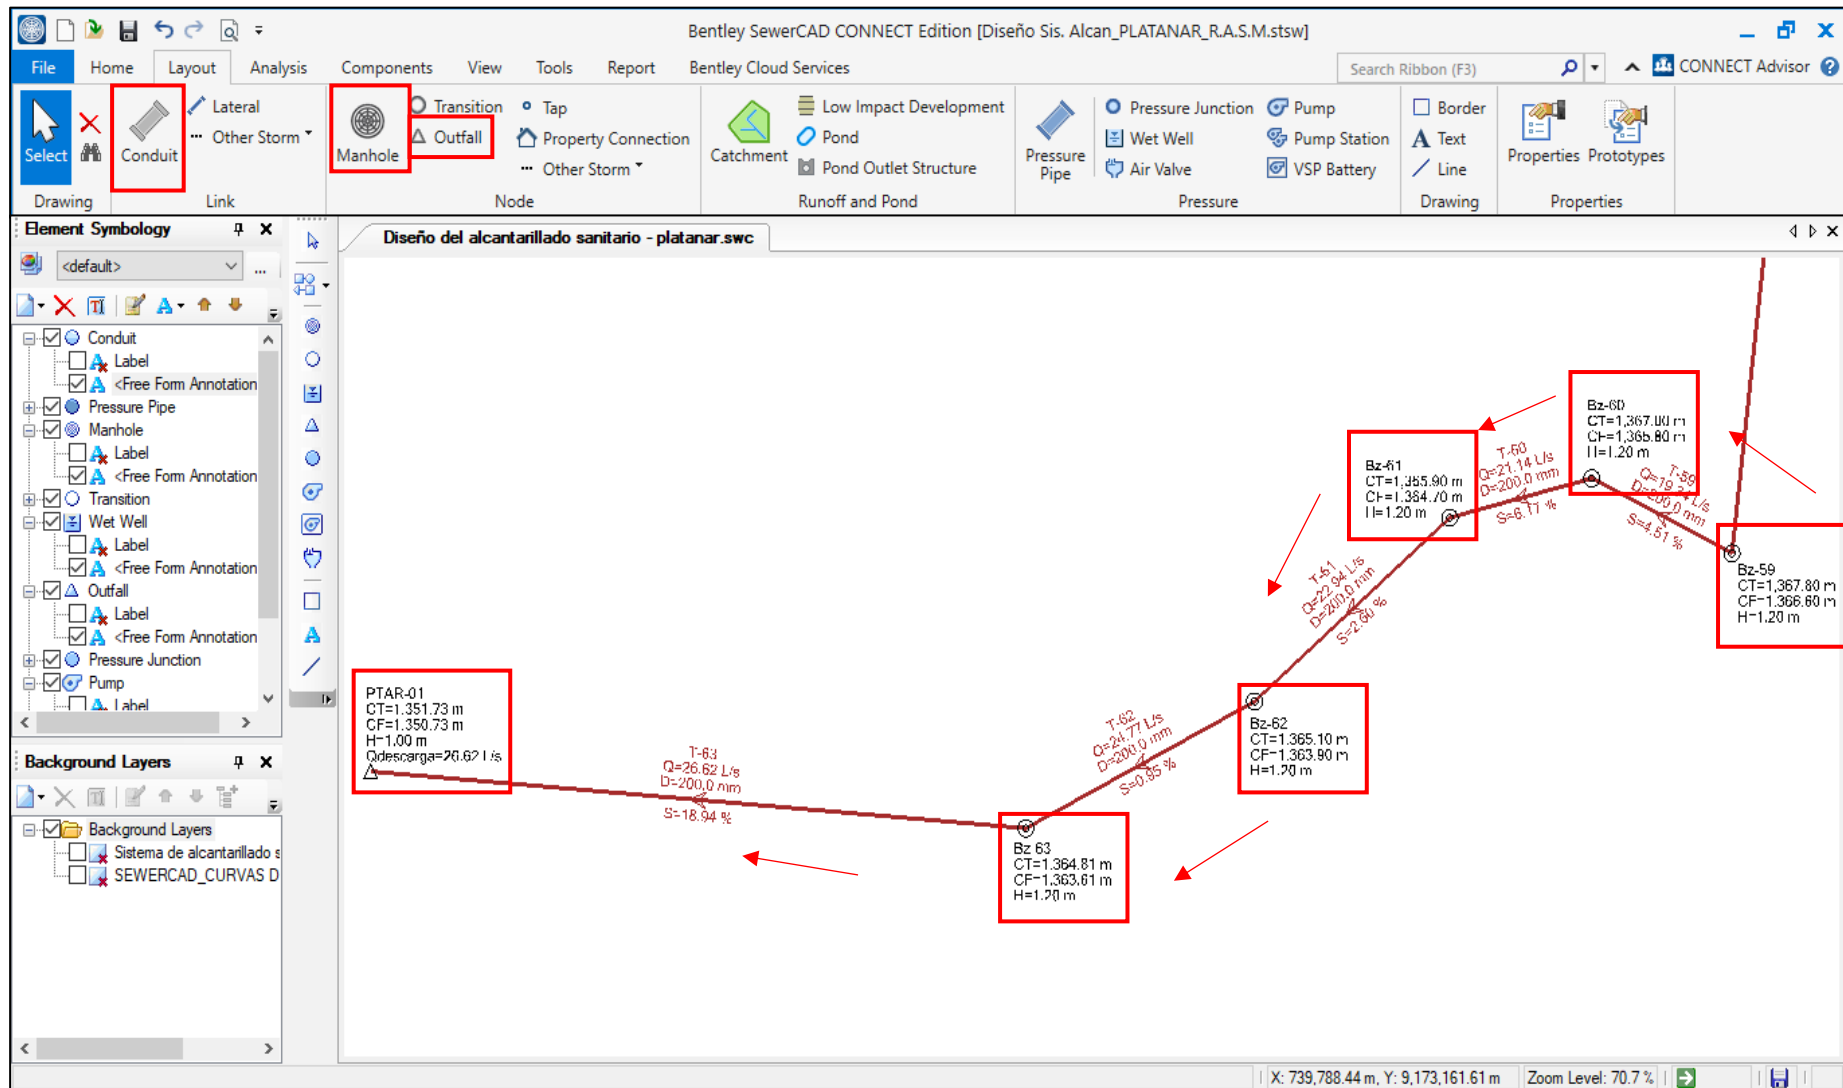 Bentley SewerCAD CONNECT Edition [Diseño Sis. Alcan_PLATANAR_R.A.S.M.stsw]
File Home Layout Analysis Components View Tools Report Bentley Cloud Services
Search Ribbon (F3)
CONNECT Advisor
Select
Drawing
Conduit
Lateral
Other Storm
Link
Manhole
Transition
Outfall
Tap
Property Connection
Other Storm
Node
Catchment
Low Impact Development
Pond
Pond Outlet Structure
Runoff and Pond
Pressure
Pipe
Pressure Junction
Wet Well
Air Valve
Pump
Pump Station
VSP Battery
Pressure
Border
Text
Line
Drawing
Properties
Prototypes
Properties
Element Symbology
<default>
...
Conduit
Label
<Free Form Annotation
Pressure Pipe
Manhole
Label
<Free Form Annotation
Transition
Wet Well
Label
<Free Form Annotation
Outfall
Label
<Free Form Annotation
Pressure Junction
Pump
Label
Background Layers
Background Layers
Sistema de alcantarillado s
SEWERCAD_CURVAS D
Diseño del alcantarillado sanitario - platanar.swc
Bz-60
CT=1,367.00 m
CF=1,365.80 m
H=1.20 m
Bz-61
CT=1,365.90 m
CF=1,364.70 m
H=1.20 m
T-60
Q=21.14 L/s
D=200.0 mm
S=6.17 %
T-59
D=200.0 mm
S=4.51 %
Bz-59
CT=1,367.80 m
CF=1,366.60 m
H=1.20 m
T-61
Q=22.94 L/s
D=200.0 mm
S=2.60 %
Bz-62
CT=1,365.10 m
CF=1,363.90 m
H=1.20 m
T-62
Q=24.77 L/s
D=200.0 mm
S=0.95 %
Bz 63
CT=1,364.81 m
CF=1,363.61 m
H=1.20 m
T-63
Q=26.62 L/s
D=200.0 mm
S=18.94 %
PTAR-01
CT=1,351.73 m
CF=1,350.73 m
H=1.00 m
Qdescarga=26.62 L/s
X: 739,788.44 m, Y: 9,173,161.61 m
Zoom Level: 70.7 %